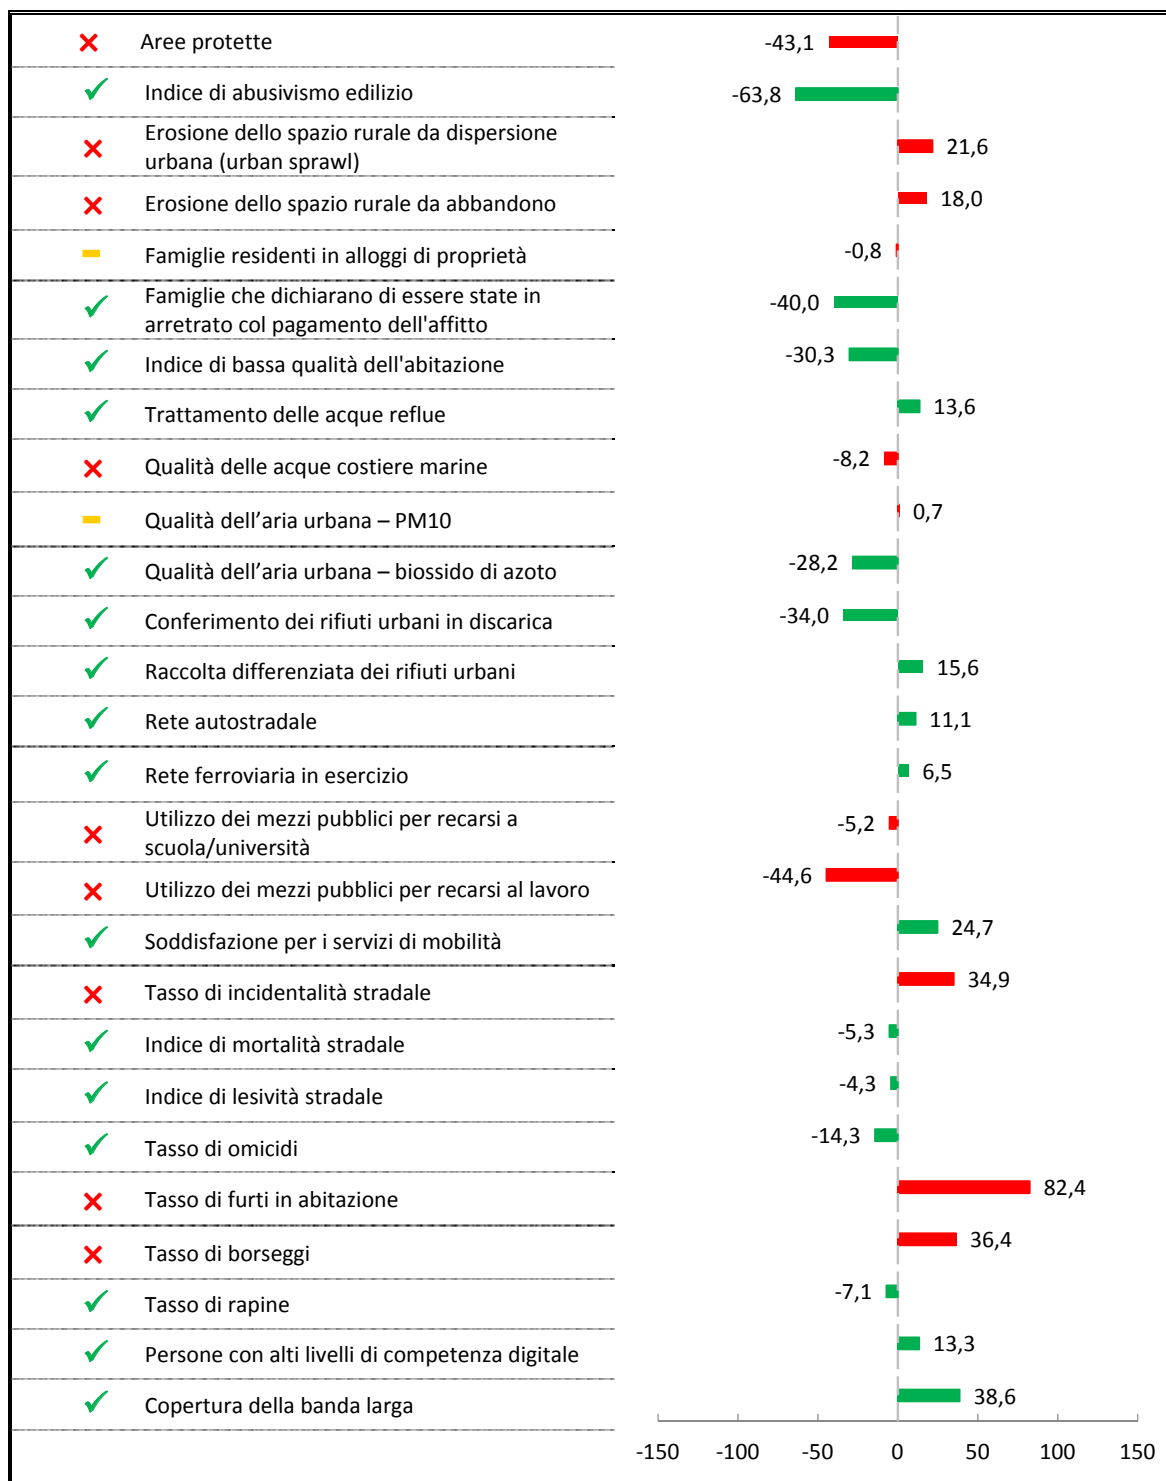 Aree protette -43,1
Indice di abusivismo edilizio -63,8
Erosione dello spazio rurale da dispersione
urbana (urban sprawl) 21,6
Erosione dello spazio rurale da abbandono 18,0
Famiglie residenti in alloggi di proprietà -0,8
Famiglie che dichiarano di essere state in
arretrato col pagamento dell'affitto -40,0
Indice di bassa qualità dell'abitazione -30,3
Trattamento delle acque reflue 13,6
Qualità delle acque costiere marine -8,2
Qualità dell’aria urbana – PM10 0,7
Qualità dell’aria urbana – biossido di azoto -28,2
Conferimento dei rifiuti urbani in discarica -34,0
Raccolta differenziata dei rifiuti urbani 15,6
Rete autostradale 11,1
Rete ferroviaria in esercizio 6,5
Utilizzo dei mezzi pubblici per recarsi a
scuola/università -5,2
Utilizzo dei mezzi pubblici per recarsi al lavoro -44,6
Soddisfazione per i servizi di mobilità 24,7
Tasso di incidentalità stradale 34,9
Indice di mortalità stradale -5,3
Indice di lesività stradale -4,3
Tasso di omicidi -14,3
Tasso di furti in abitazione 82,4
Tasso di borseggi 36,4
Tasso di rapine -7,1
Persone con alti livelli di competenza digitale 13,3
Copertura della banda larga 38,6
-150 -100 -50 0 50 100 150